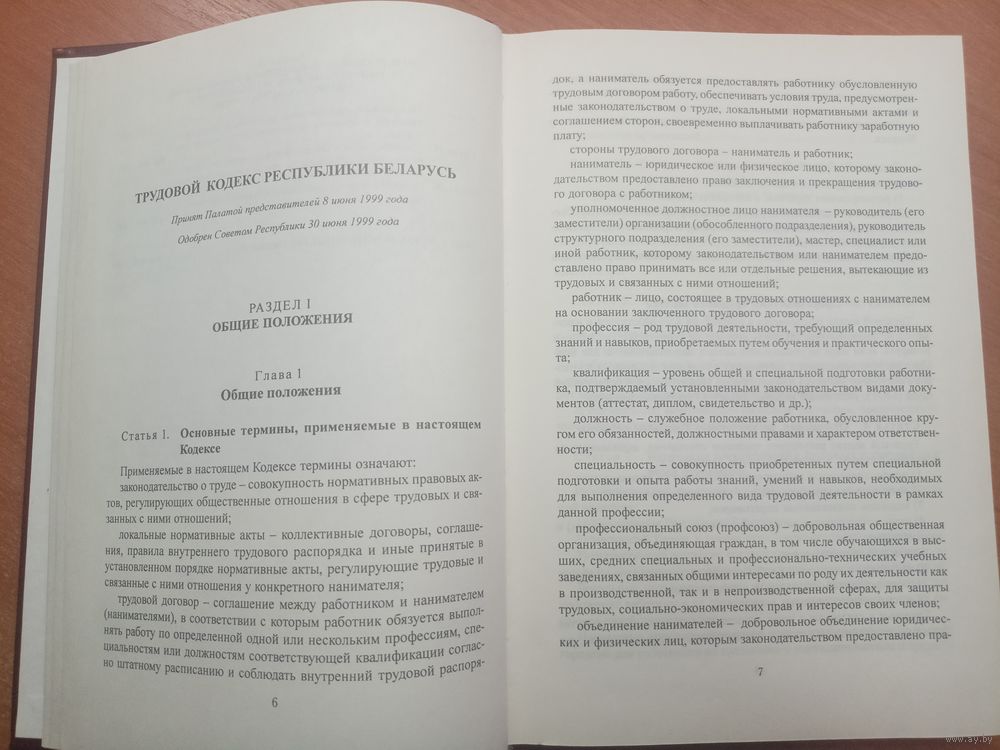 ТРУДОВОЙ КОДЕКС РЕСПУБЛИКИ БЕЛАРУСЬ
Принят Палатой представителей 8 июня 1999 года
Одобрен Советом Республики 30 июня 1999 года
РАЗДЕЛ 1
ОБЩИЕ ПОЛОЖЕНИЯ
Глава 1
Общие положения
Статья 1. Основные термины, применяемые в настоящем
Кодексе
Применяемые в настоящем Кодексе термины означают:
законодательство о труде – совокупность нормативных правовых ак-
тов, регулирующих общественные отношения в сфере трудовых и свя-
занных с ними отношений;
локальные нормативные акты – коллективные договоры, соглаше-
ния, правила внутреннего трудового распорядка и иные принятые в
установленном порядке нормативные акты, регулирующие трудовые и
связанные с ними отношения у конкретного нанимателя;
трудовой договор – соглашение между работником и нанимателем
(нанимателями), в соответствии с которым работник обязуется выпол-
нять работу по определенной одной или нескольким профессиям, спе-
циальностям или должностям соответствующей квалификации соглас-
но штатному расписанию и соблюдать внутренний трудовой распоря-
6
док, а наниматель обязуется предоставлять работнику обусловленную
трудовым договором работу, обеспечивать условия труда, предусмотрен-
ные законодательством о труде, локальными нормативными актами и
соглашением сторон, своевременно выплачивать работнику заработную
плату;
стороны трудового договора – наниматель и работник;
наниматель – юридическое или физическое лицо, которому законо-
дательством предоставлено право заключения и прекращения трудово-
го договора с работником;
уполномоченное должностное лицо нанимателя – руководитель (его
заместители) организации (обособленного подразделения), руководитель
структурного подразделения (его заместители), мастер, специалист или
иной работник, которому законодательством или нанимателем предо-
ставлено право принимать все или отдельные решения, вытекающие из
трудовых и связанных с ними отношений;
работник – лицо, состоящее в трудовых отношениях с нанимателем
на основании заключенного трудового договора;
профессия – род трудовой деятельности, требующий определенных
знаний и навыков, приобретаемых путем обучения и практического опы-
та;
квалификация – уровень общей и специальной подготовки работни-
ка, подтверждаемый установленными законодательством видами доку-
ментов (аттестат, диплом, свидетельство и др.);
должность – служебное положение работника, обусловленное кру-
гом его обязанностей, должностными правами и характером ответствен-
ности;
специальность – совокупность приобретенных путем специальной
подготовки и опыта работы знаний, умений и навыков, необходимых
для выполнения определенного вида трудовой деятельности в рамках
данной профессии;
профессиональный союз (профсоюз) – добровольная общественная
организация, объединяющая граждан, в том числе обучающихся в выс-
ших, средних специальных и профессионально-технических учебных
заведениях, связанных общими интересами по роду их деятельности как
в производственной, так и в непроизводственной сферах, для защиты
трудовых, социально-экономических прав и интересов своих членов;
объединение нанимателей – добровольное объединение юридичес-
ких и физических лиц, которым законодательством предоставлено пра-
7
www.ay.by